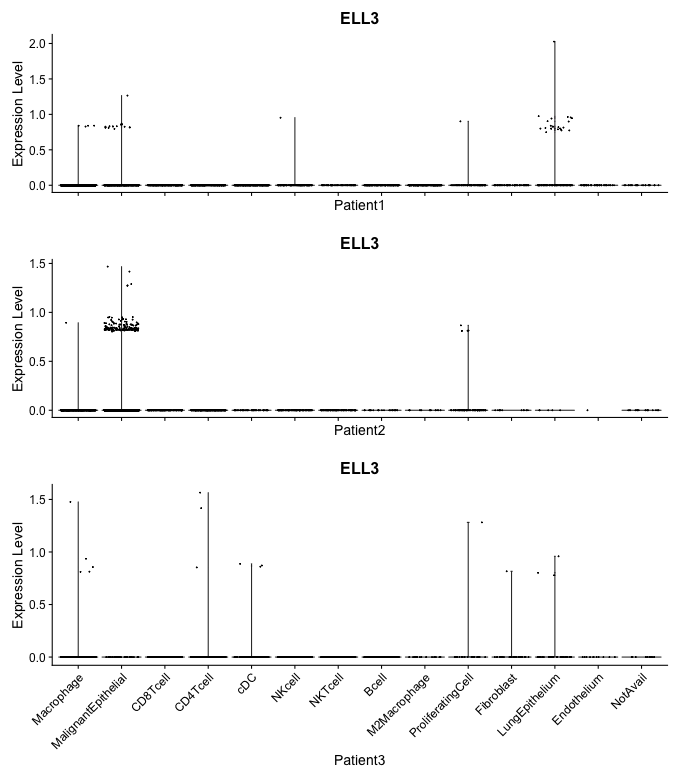 ELL3
Expression Level
2.0
1.5
1.0
0.5
0.0
Patient1
ELL3
Expression Level
1.5
1.0
0.5
0.0
Patient2
ELL3
Expression Level
1.5
1.0
0.5
0.0
Macrophage
MalignantEpithelial
CD8Tcell
CD4Tcell
cDC
NKcell
NKTcell
Bcell
M2Macrophage
ProliferatingCell
Fibroblast
LungEpithelium
Endothelium
NotAvail
Patient3